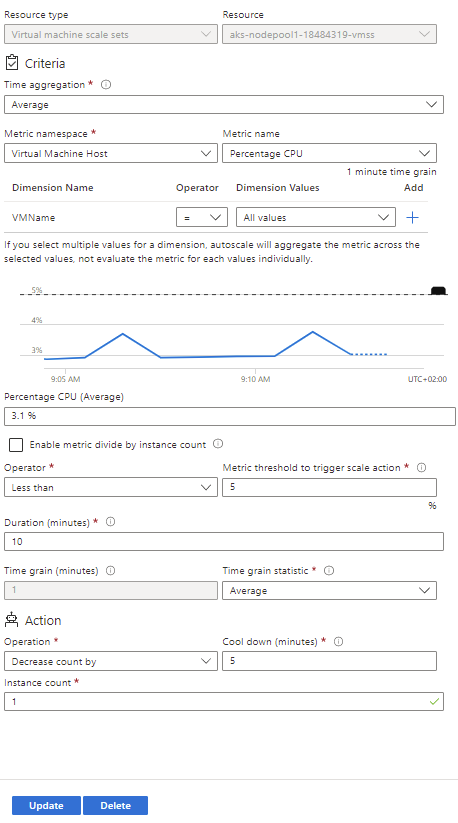 Resource type Resource
Virtual machine scale sets aks-nodepool1-18484319-vmss
Criteria
Time aggregation *
Average
Metric namespace * Metric name
Virtual Machine Host Percentage CPU
1 minute time grain
Dimension Name Operator Dimension Values Add
VMName = All values +
If you select multiple values for a dimension, autoscale will aggregate the metric across the
selected values, not evaluate the metric for each values individually.
5%
4%
3%
9:05 AM 9:10 AM UTC+02:00
Percentage CPU (Average)
3.1 %
Enable metric divide by instance count
Operator * Metric threshold to trigger scale action *
Less than 5
%
Duration (minutes) *
10
Time grain (minutes) Time grain statistic *
1 Average
Action
Operation * Cool down (minutes) *
Decrease count by 5
Instance count *
1
Update Delete